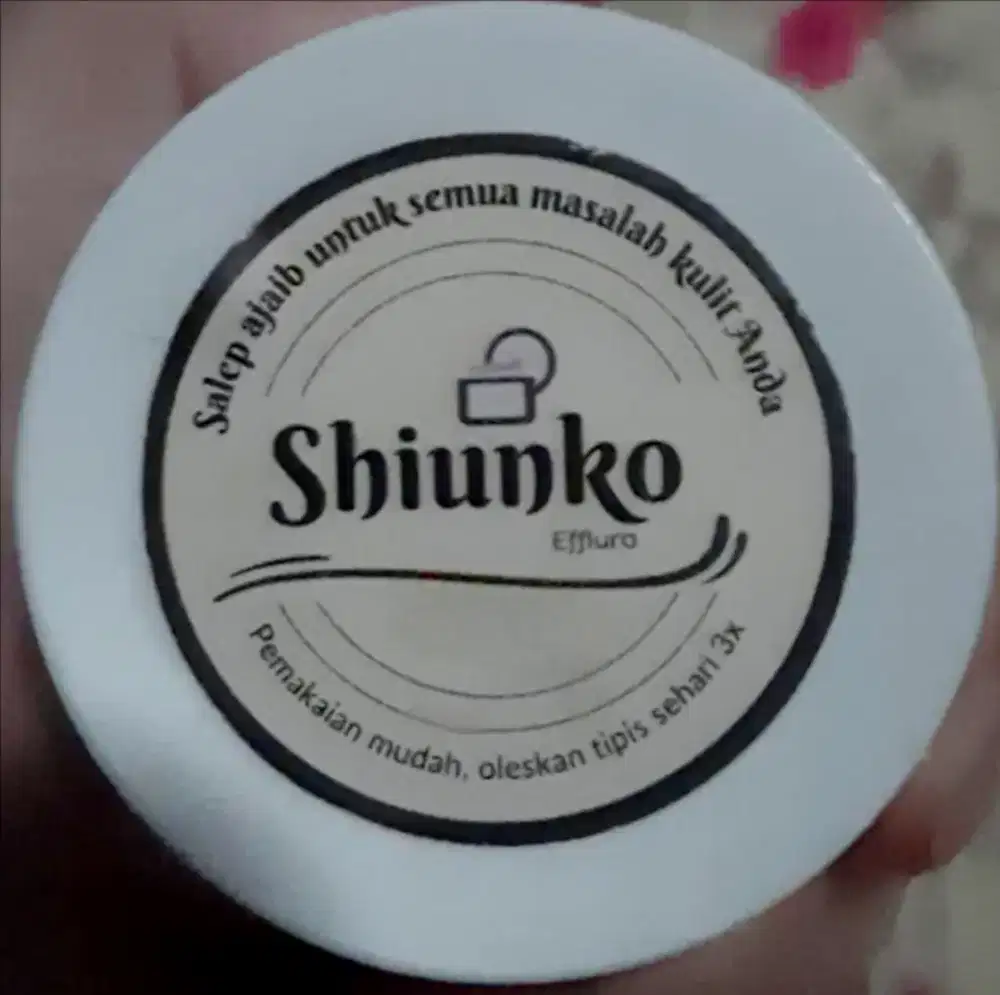 Salep ajaib untuk semua masalah kulit Anda
Shiunko
Effluro
Pemakaian mudah, oleskan tipis sehari 3x